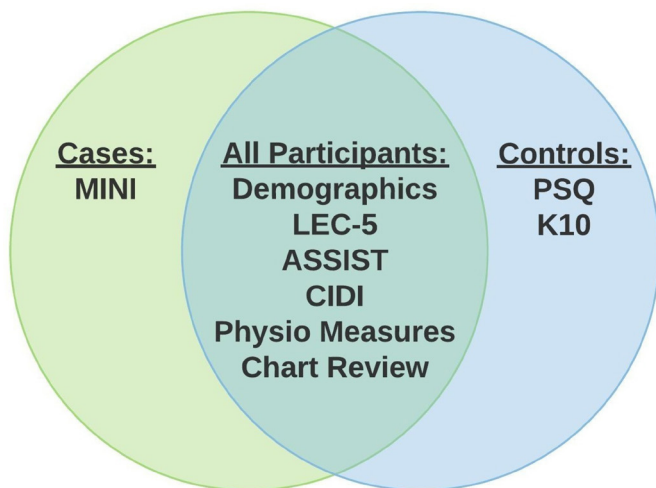 Cases:
MINI
All Participants:
Demographics
LEC-5
ASSIST
CIDI
Physio Measures
Chart Review
Controls:
PSQ
K10